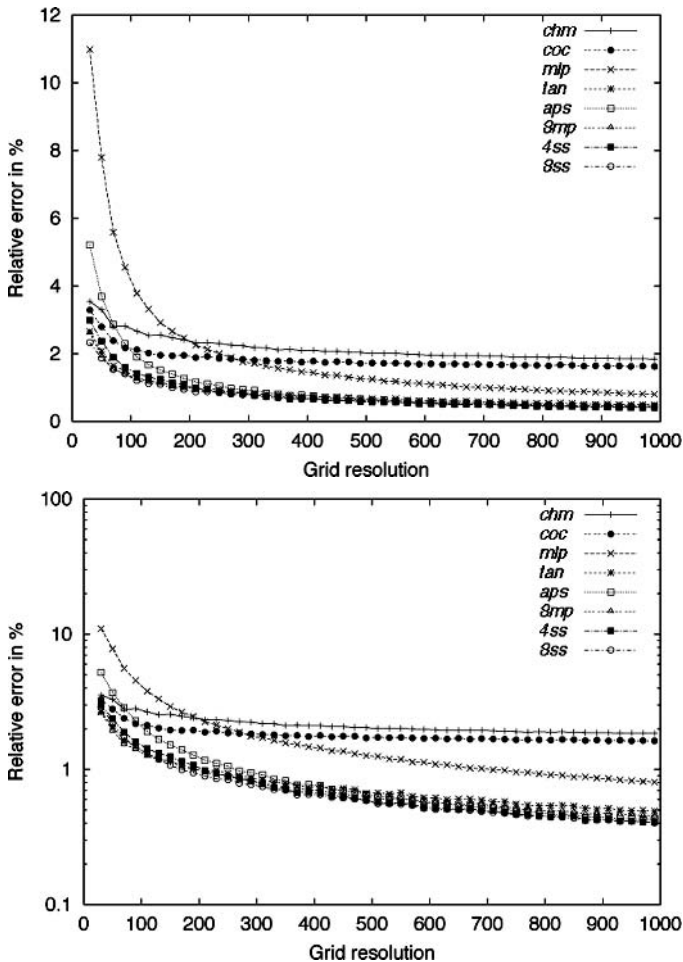 12
10
8
6
4
2
0
Relative error in %
chm
coc
mlp
tan
aps
8mp
4ss
8ss
0 100 200 300 400 500 600 700 800 900 1000
Grid resolution
100
10
1
0.1
Relative error in %
chm
coc
mlp
tan
aps
8mp
4ss
8ss
0 100 200 300 400 500 600 700 800 900 1000
Grid resolution